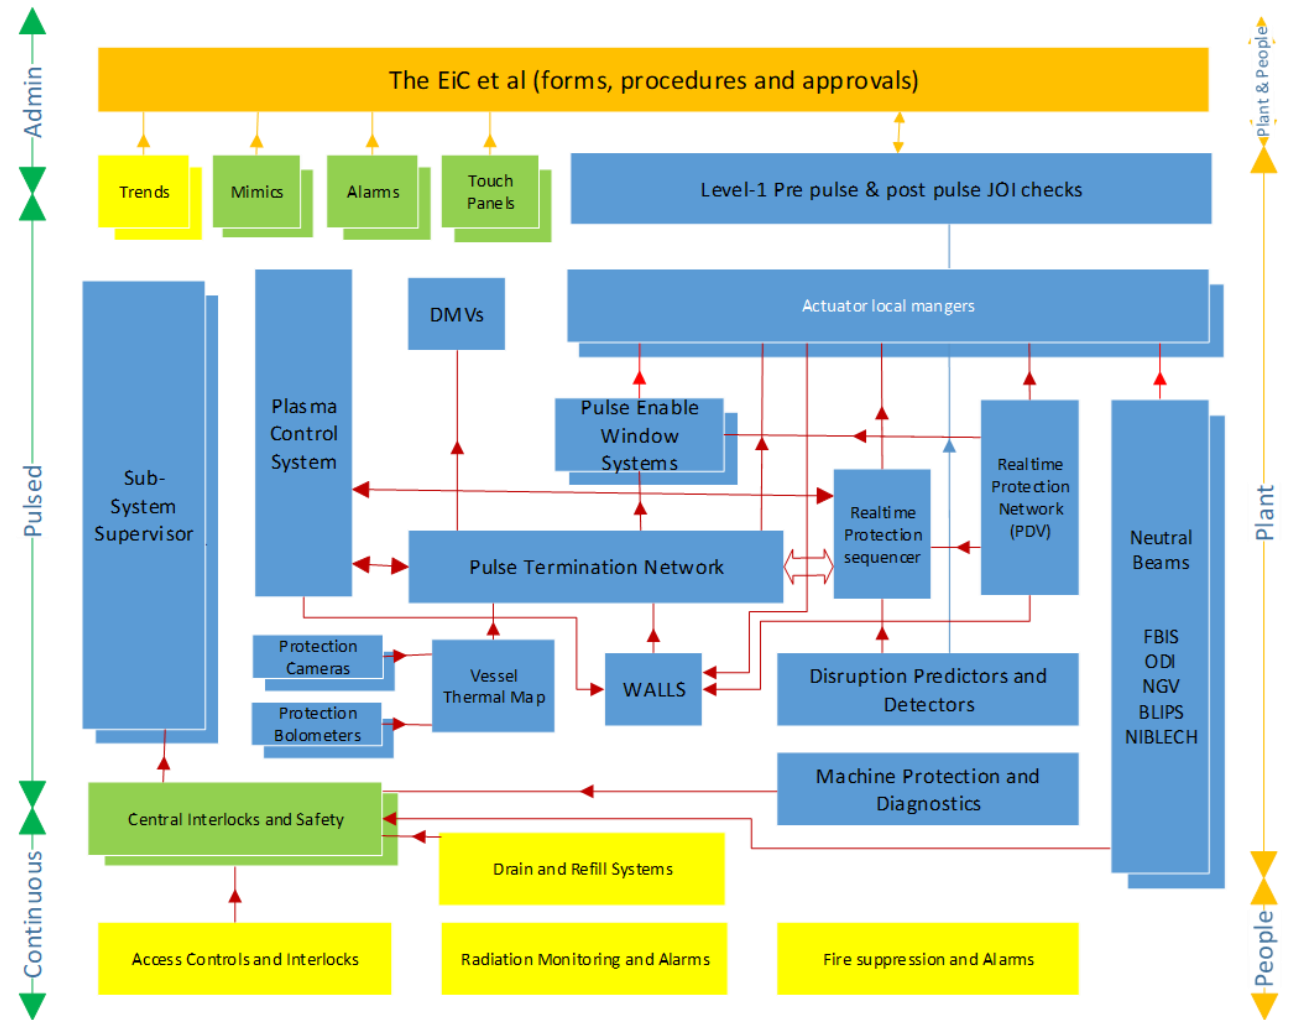 Admin
Plant & People
The EiC et al (forms, procedures and approvals)
Trends
Mimics
Alarms
Touch
Panels
Level-1 Pre pulse & post pulse JOI checks
Pulsed
Plant
Sub-
System
Supervisor
Plasma
Control
System
DMVs
Actuator local mangers
Pulse Enable
Window
Systems
Realtime
Protection
sequencer
Realtime
Protection
Network
(PDV)
Neutral
Beams
FBIS
ODI
NGV
BLIPS
NIBLECH
Pulse Termination Network
Protection
Cameras
Protection
Bolometers
Vessel
Thermal Map
WALLS
Disruption Predictors and
Detectors
Machine Protection and
Diagnostics
Continuous
People
Central Interlocks and Safety
Drain and Refill Systems
Access Controls and Interlocks
Radiation Monitoring and Alarms
Fire suppression and Alarms